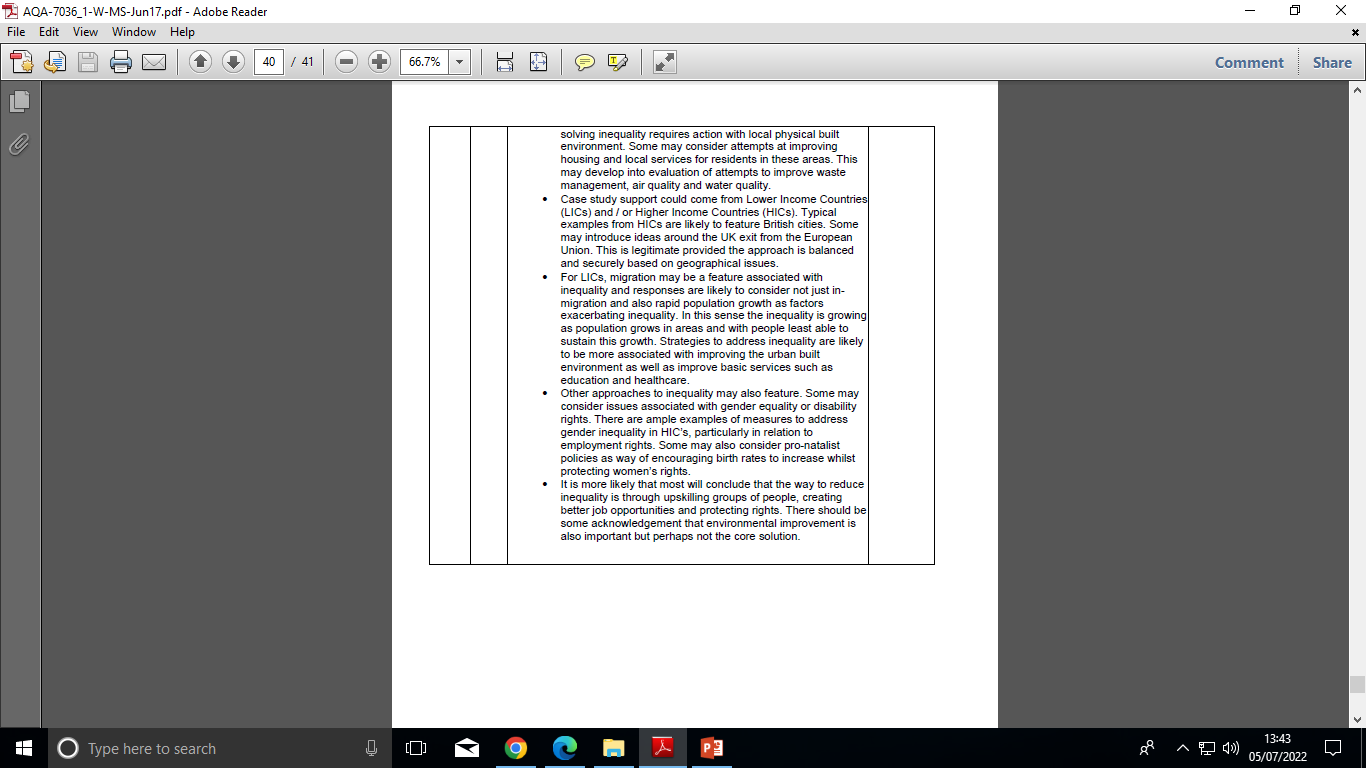 AQA-7036_1-W-MS-Jun17.pdf - Adobe Reader
File Edit View Window Help
40 / 41 66.7% Comment Share
solving inequality requires action with local physical built
environment. Some may consider attempts at improving
housing and local services for residents in these areas. This
may develop into evaluation of attempts to improve waste
management, air quality and water quality.
• Case study support could come from Lower Income Countries
(LICs) and / or Higher Income Countries (HICs). Typical
examples from HICs are likely to feature British cities. Some
may introduce ideas around the UK exit from the European
Union. This is legitimate provided the approach is balanced
and securely based on geographical issues.
• For LICs, migration may be a feature associated with
inequality and responses are likely to consider not just in-
migration and also rapid population growth as factors
exacerbating inequality. In this sense the inequality is growing
as population grows in areas and with people least able to
sustain this growth. Strategies to address inequality are likely
to be more associated with improving the urban built
environment as well as improve basic services such as
education and healthcare.
• Other approaches to inequality may also feature. Some may
consider issues associated with gender equality or disability
rights. There are ample examples of measures to address
gender inequality in HIC's, particularly in relation to
employment rights. Some may also consider pro-natalist
policies as way of encouraging birth rates to increase whilst
protecting women's rights.
• It is more likely that most will conclude that the way to reduce
inequality is through upskilling groups of people, creating
better job opportunities and protecting rights. There should be
some acknowledgement that environmental improvement is
also important but perhaps not the core solution.
Type here to search
13:43
05/07/2022